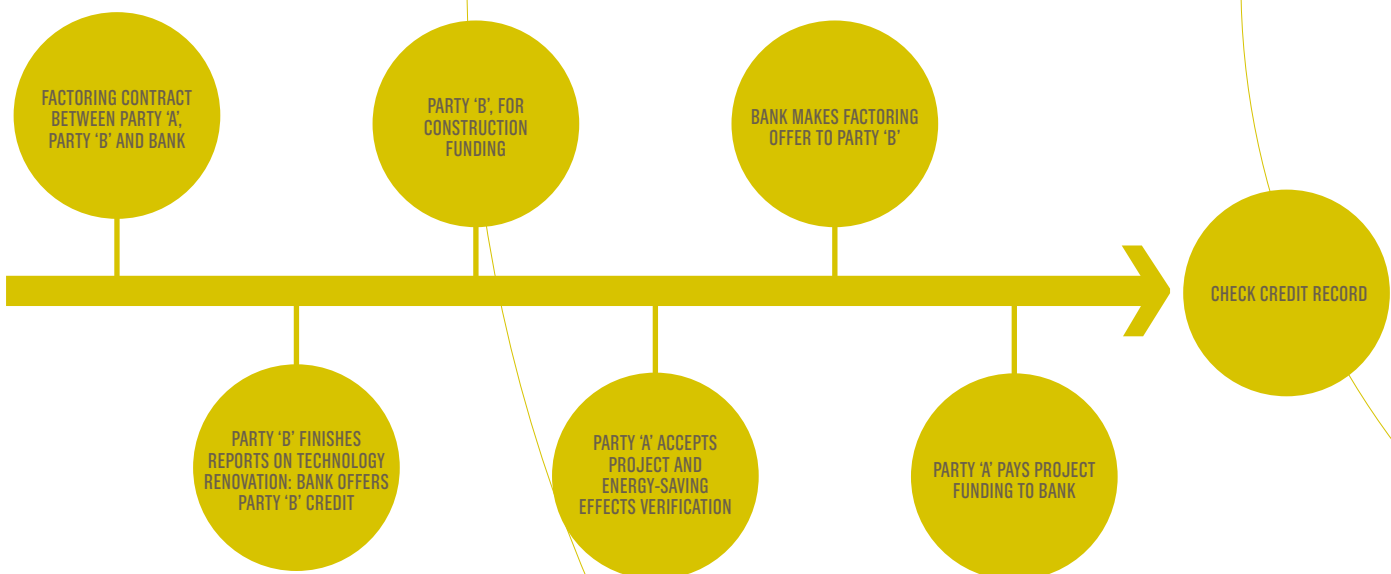 FACTORING CONTRACT
BETWEEN PARTY ‘A’,
PARTY ‘B’ AND BANK
PARTY ‘B’ FINISHES
REPORTS ON TECHNOLOGY
RENOVATION: BANK OFFERS
PARTY ‘B’ CREDIT
PARTY ‘B’, FOR
CONSTRUCTION
FUNDING
PARTY ‘A’ ACCEPTS
PROJECT AND
ENERGY-SAVING
EFFECTS VERIFICATION
BANK MAKES FACTORING
OFFER TO PARTY ‘B’
PARTY ‘A’ PAYS PROJECT
FUNDING TO BANK
CHECK CREDIT RECORD